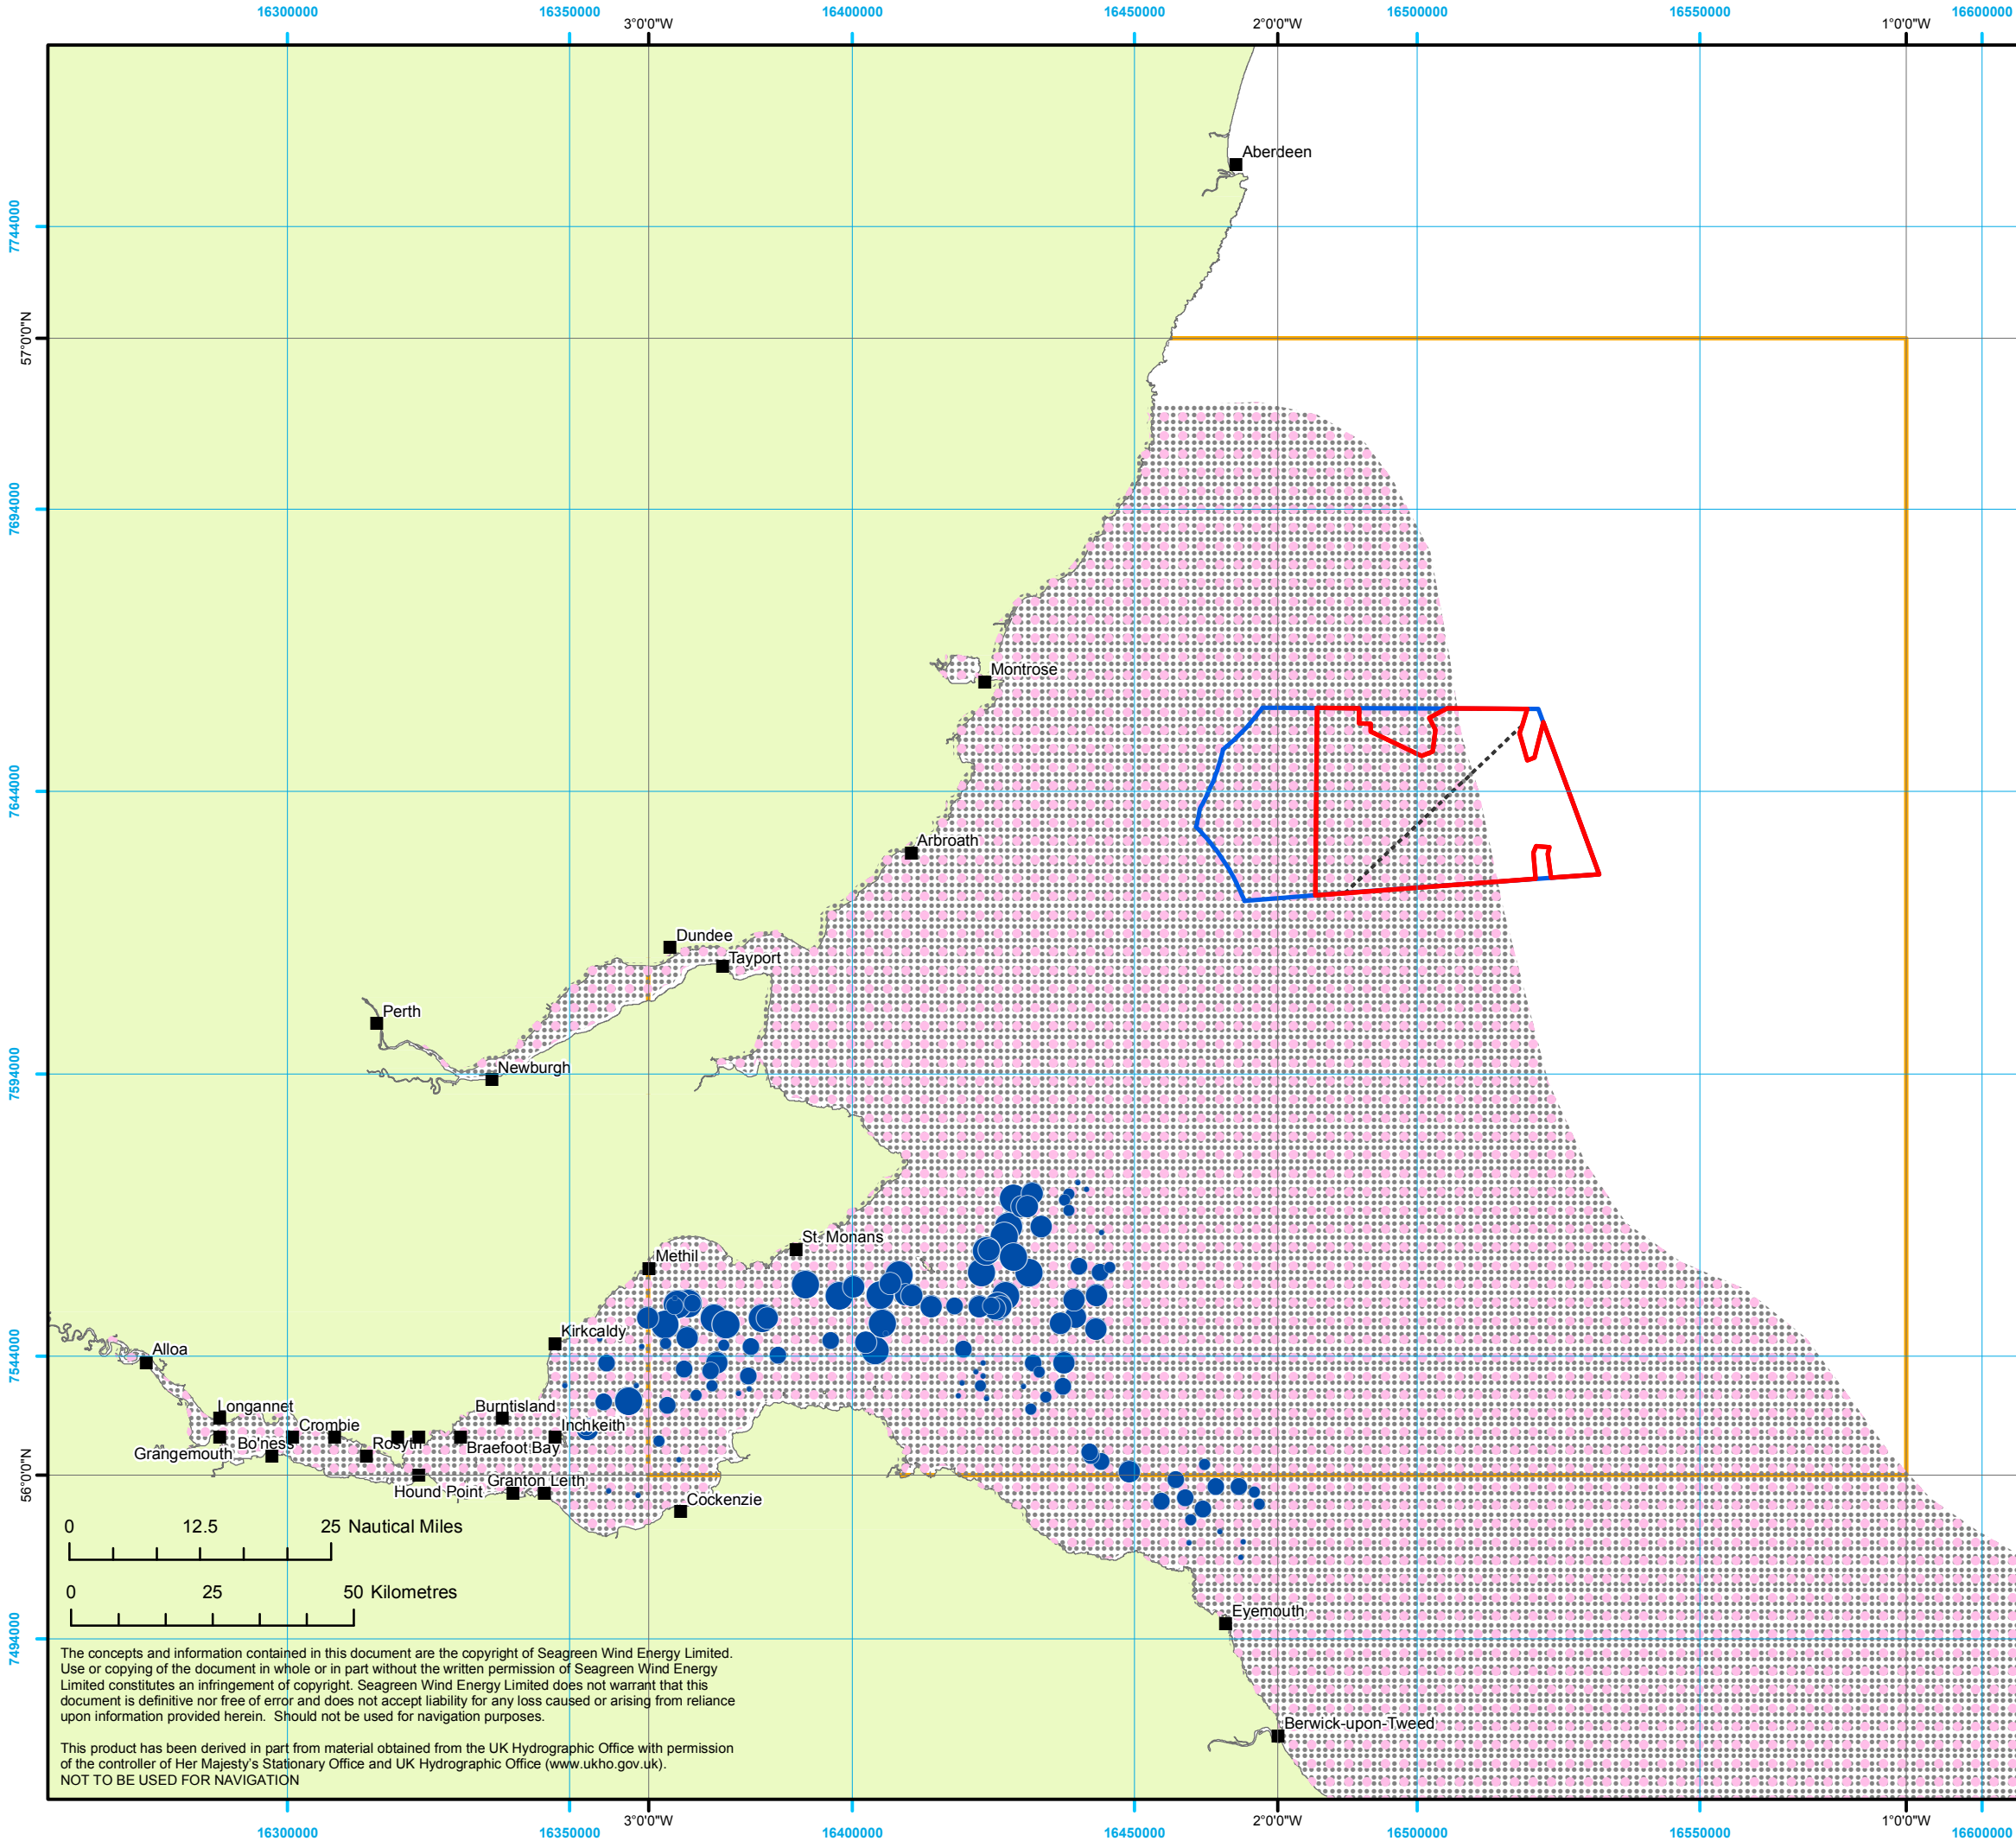 16300000
16350000
16400000
16450000
16500000
16550000
16600000
3°0'0"W
2°0'0"W
1°0'0"W
Aberdeen
7744000
57°0'0"N
7694000
Montrose
7644000
Arbroath
Dundee
Tayport
Perth
Newburgh
7594000
St. Monans
Methil
Kirkcaldy
Alloa
7544000
Longannet
Burntisland
Crombie
Inchkeith
Bo'ness
Rosyth
Braefoot Bay
Grangemouth
56°0'0"N
Granton Leith
Hound Point
Cockenzie
0 12.5 25 Nautical Miles
0 25 50 Kilometres
Eyemouth
7494000
The concepts and information contained in this document are the copyright of Seagreen Wind Energy Limited.
Use or copying of the document in whole or in part without the written permission of Seagreen Wind Energy
Limited constitutes an infringement of copyright. Seagreen Wind Energy Limited does not warrant that this
document is definitive nor free of error and does not accept liability for any loss caused or arising from reliance
upon information provided herein. Should not be used for navigation purposes.
Berwick-upon-Tweed
This product has been derived in part from material obtained from the UK Hydrographic Office with permission
of the controller of Her Majesty's Stationary Office and UK Hydrographic Office (www.ukho.gov.uk).
NOT TO BE USED FOR NAVIGATION
3°0'0"W
2°0'0"W
1°0'0"W
16300000
16350000
16400000
16450000
16500000
16550000
16600000